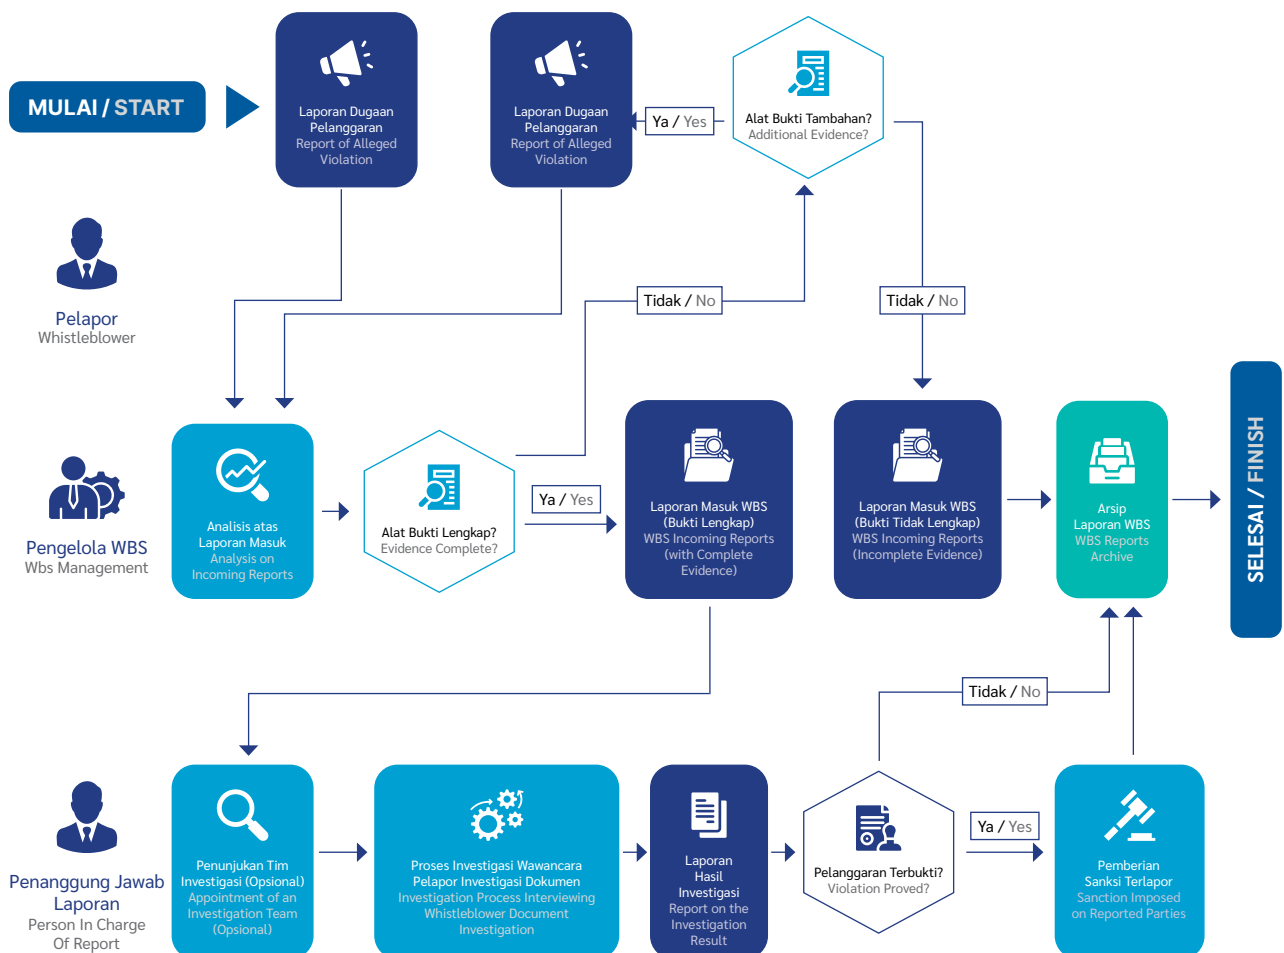 MULAI / START
Laporan Dugaan
Pelanggaran
Report of Alleged
Violation
Laporan Dugaan
Pelanggaran
Report of Alleged
Violation
Ya / Yes
Alat Bukti Tambahan?
Additional Evidence?
Pelapor
Whistleblower
Tidak / No
Tidak / No
Pengelola WBS
Wbs Management
Analisis atas
Laporan Masuk
Analysis on
Incoming Reports
Alat Bukti Lengkap?
Evidence Complete?
Ya / Yes
Laporan Masuk WBS
(Bukti Lengkap)
WBS Incoming Reports
(with Complete
Evidence)
Laporan Masuk WBS
(Bukti Tidak Lengkap)
WBS Incoming Reports
(Incomplete Evidence)
Arsip
Laporan WBS
WBS Reports
Archive
SELESAI / FINISH
Tidak / No
Penanggung Jawab
Laporan
Person In Charge
Of Report
Penunjukan Tim
Investigasi (Opsional)
Appointment of an
Investigation Team
(Opsional)
Proses Investigasi Wawancara
Pelapor Investigasi Dokumen
Investigation Process Interviewing
Whistleblower Document
Investigation
Laporan
Hasil
Investigasi
Report on the
Investigation
Result
Pelanggaran Terbukti?
Violation Proved?
Ya / Yes
Pemberian
Sanksi Terlapor
Sanction Imposed
on Reported Parties